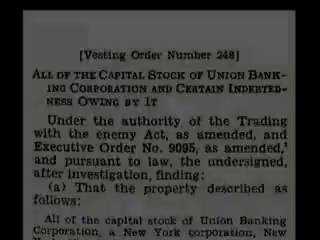 [Vesting Order Number 248]
ALL OF THE CAPITAL STOCK OF UNION BANK-
ING CORPORATION AND CERTAIN INDEBTED-
NESS OWING BY IT
Under the authority of the Trading
with the enemy Act, as amended, and
Executive Order No. 9095, as amended,¹
and pursuant to law, the undersigned,
after investigation, finding:
(a) That the property described as
follows:
All of the capital stock of Union Banking
Corporation, a New York corporation, New